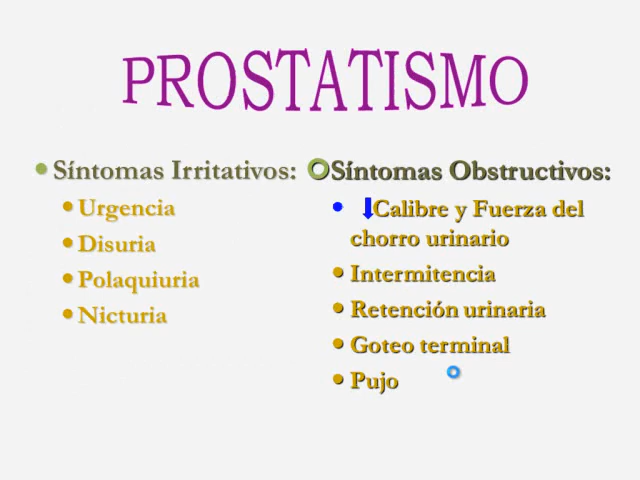 PROSTATISMO
Síntomas Irritativos:
Urgencia
Disuria
Polaquiuria
Nicturia
Síntomas Obstructivos:
Calibre y Fuerza del
chorro urinario
Intermitencia
Retención urinaria
Goteo terminal
Pujo